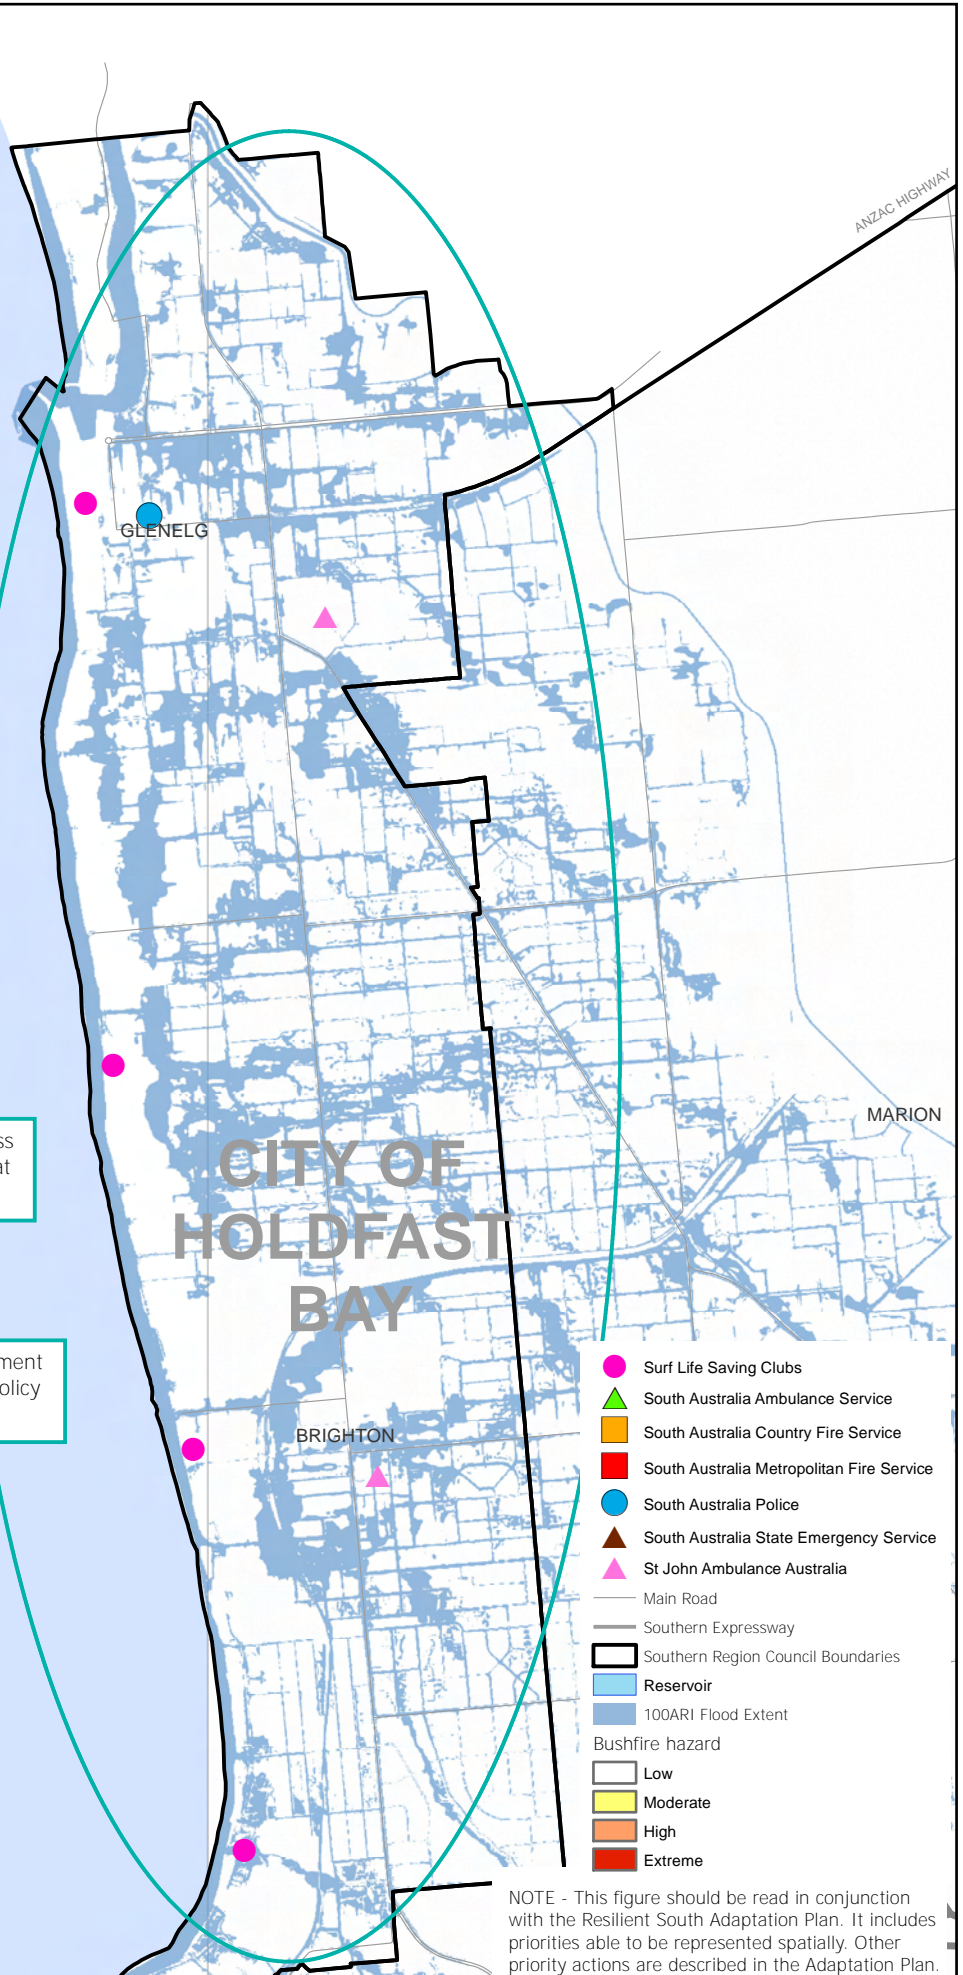 ANZAC HIGHWAY
GLENELG
MARION
CITY OF
HOLDFAST
BAY
BRIGHTON
Surf Life Saving Clubs
South Australia Ambulance Service
South Australia Country Fire Service
South Australia Metropolitan Fire Service
South Australia Police
South Australia State Emergency Service
St John Ambulance Australia
Main Road
Southern Expressway
Southern Region Council Boundaries
Reservoir
100ARI Flood Extent
Bushfire hazard
Low
Moderate
High
Extreme
NOTE - This figure should be read in conjunction
with the Resilient South Adaptation Plan. It includes
priorities able to be represented spatially. Other
priority actions are described in the Adaptation Plan.